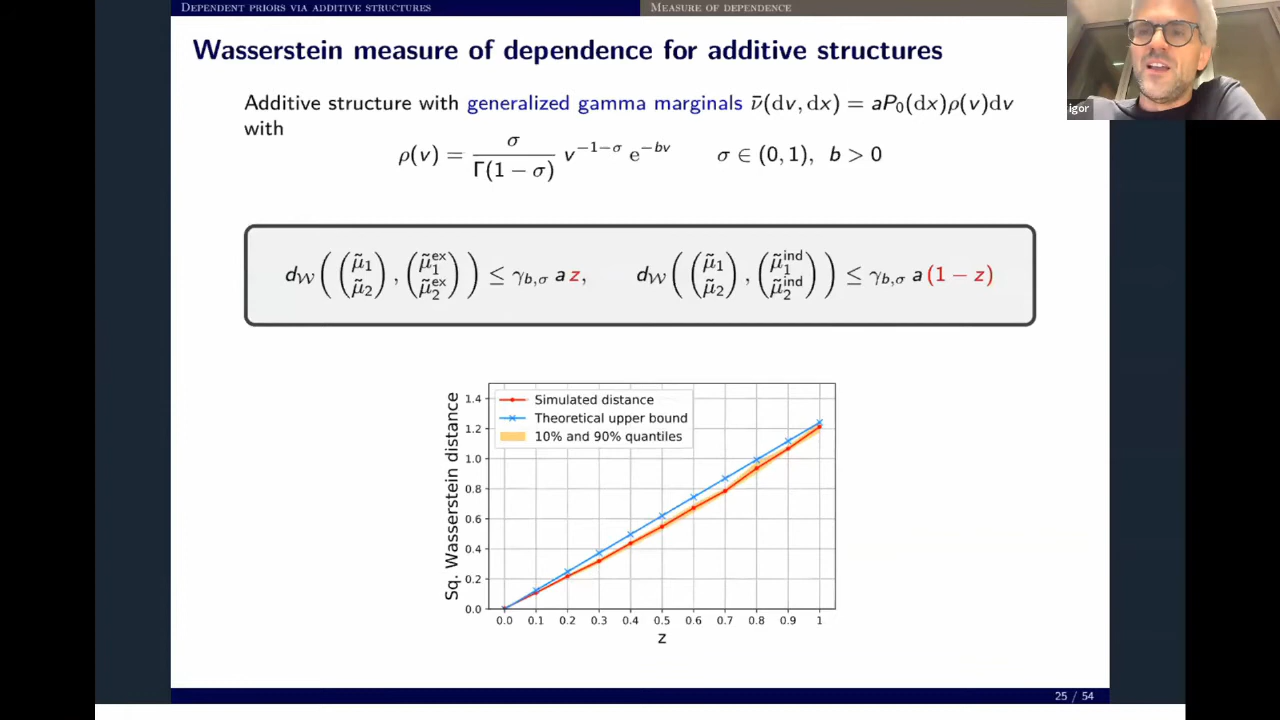 DEPENDENT PRIORS VIA ADDITIVE STRUCTURES
MEASURE OF DEPENDENCE
Wasserstein measure of dependence for additive structures
igor
Additive structure with generalized gamma marginals ν̄(dv, dx) = aP₀(dx)ρ(v)dv
with
ρ(v) = σ / Γ(1 − σ) v^{−1−σ} e^{−bv}    σ ∈ (0, 1),  b > 0
d_𝒲( (μ̃₁ μ̃₂), (μ̃₁^{ex} μ̃₂^{ex}) ) ≤ γ_{b,σ} a z,    d_𝒲( (μ̃₁ μ̃₂), (μ̃₁^{ind} μ̃₂^{ind}) ) ≤ γ_{b,σ} a (1 − z)
Simulated distance
Theoretical upper bound
10% and 90% quantiles
Sq. Wasserstein distance
1.4
1.2
1.0
0.8
0.6
0.4
0.2
0.0
0.0 0.1 0.2 0.3 0.4 0.5 0.6 0.7 0.8 0.9 1
z
25 / 54